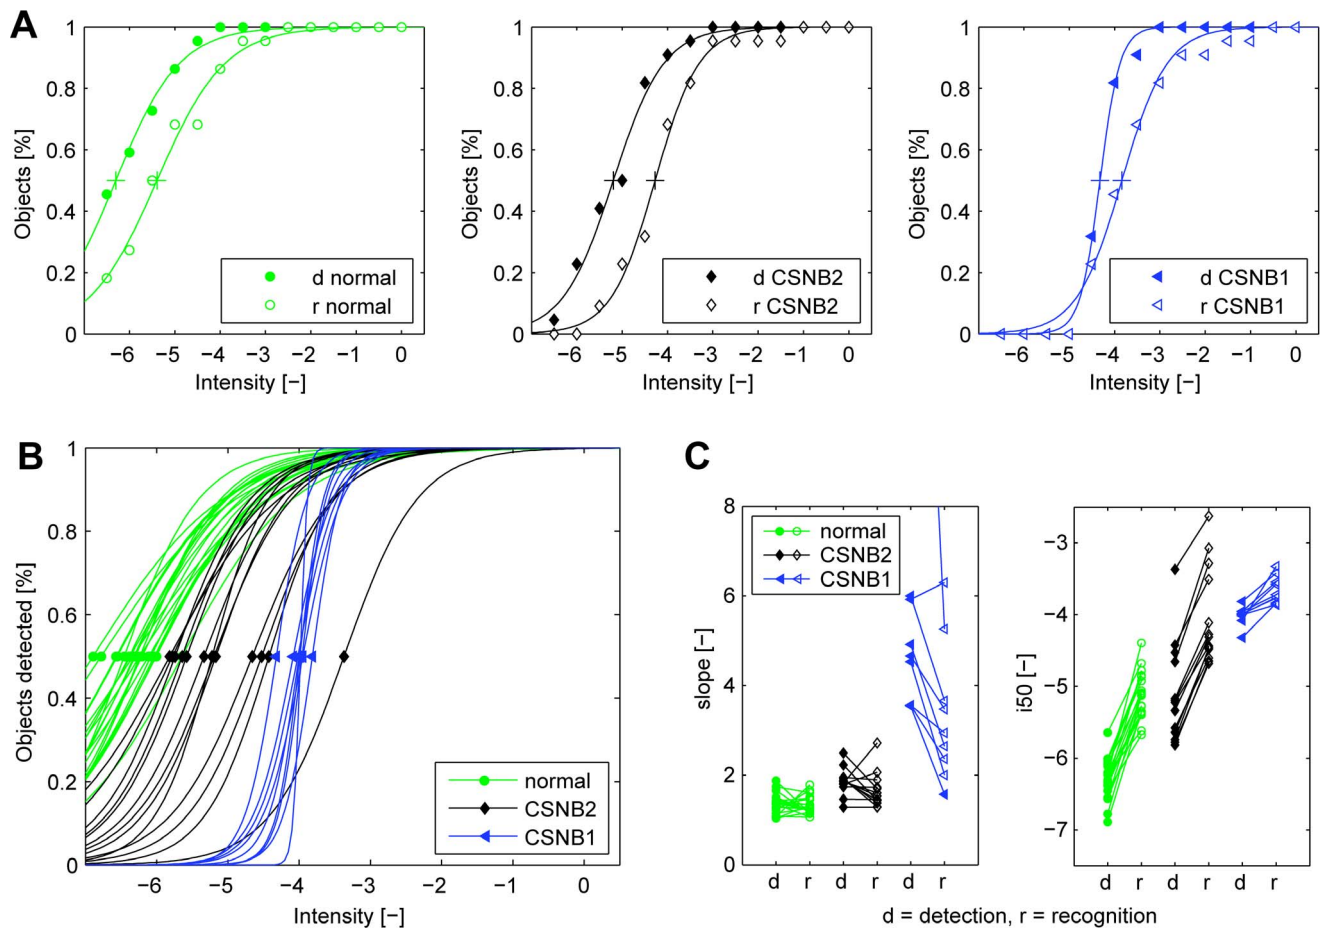 A
1
0.8
0.6
0.4
0.2
0
Objects [%]
−6 −5 −4 −3 −2 −1 0
Intensity [−]
d normal
r normal
1
0.8
0.6
0.4
0.2
0
Objects [%]
−6 −5 −4 −3 −2 −1 0
Intensity [−]
d CSNB2
r CSNB2
1
0.8
0.6
0.4
0.2
0
Objects [%]
−6 −5 −4 −3 −2 −1 0
Intensity [−]
d CSNB1
r CSNB1
B
1
0.8
0.6
0.4
0.2
0
Objects detected [%]
−6 −5 −4 −3 −2 −1 0
Intensity [−]
normal
CSNB2
CSNB1
C
8
6
4
2
0
slope [−]
normal
CSNB2
CSNB1
d r d r d r
−3
−4
−5
−6
−7
i50 [−]
d r d r d r
d = detection, r = recognition